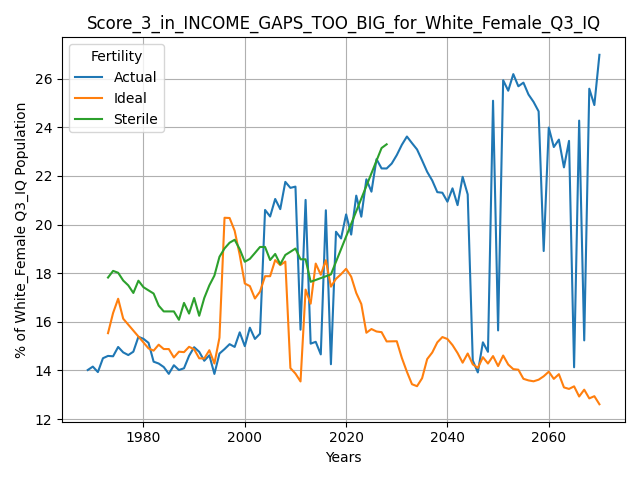 Score_3_in_INCOME_GAPS_TOO_BIG_for_White_Female_Q3_IQ
Fertility
Actual
Ideal
Sterile
% of White_Female Q3_IQ Population
26
24
22
20
18
16
14
12
1980 2000 2020 2040 2060
Years